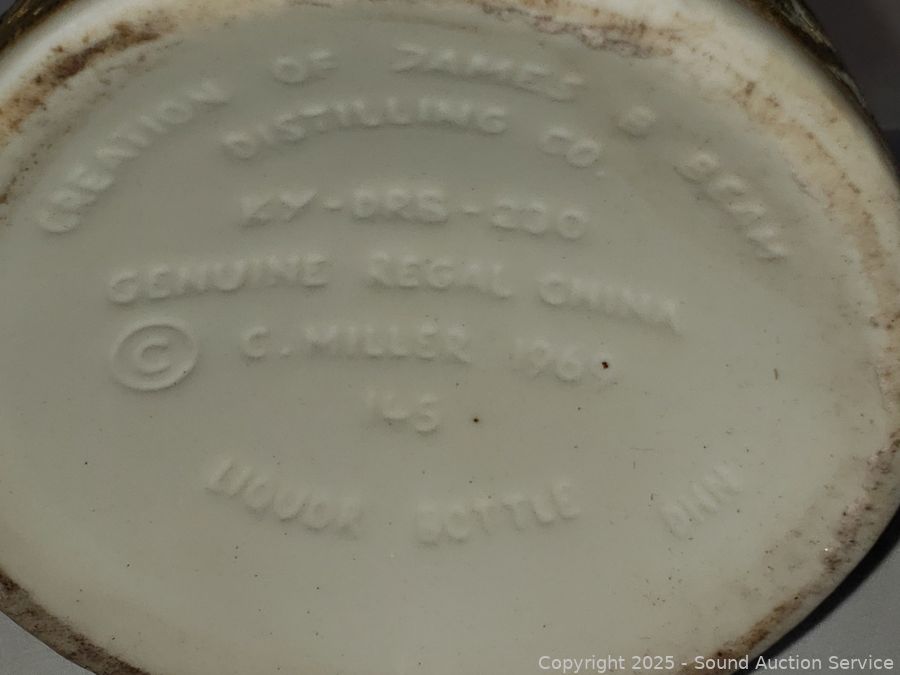 CREATION OF JAMES B BEAM
DISTILLING CO.
KY-DRS-230
GENUINE REGAL CHINA
© C. MILLER 1969
145
LIQUOR BOTTLE
Copyright © 2025 - Sound Auction Service